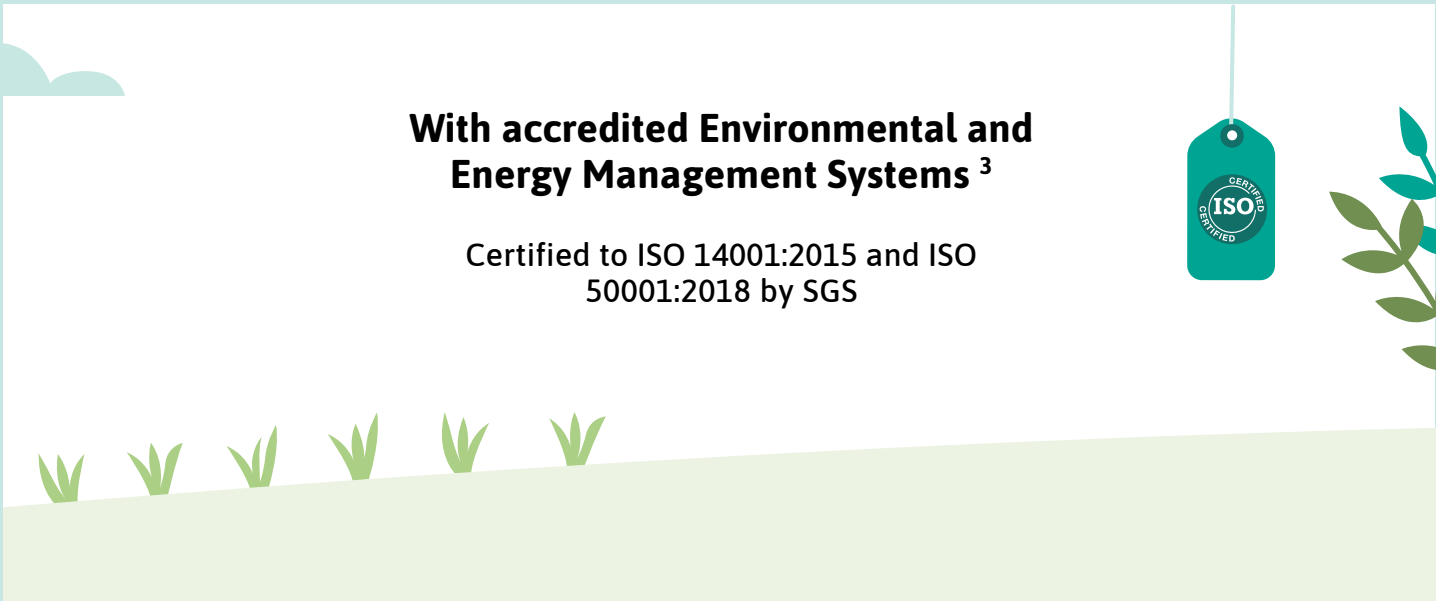 With accredited Environmental and
Energy Management Systems ³
Certified to ISO 14001:2015 and ISO
50001:2018 by SGS
CERTIFIED
ISO
CERTIFIED